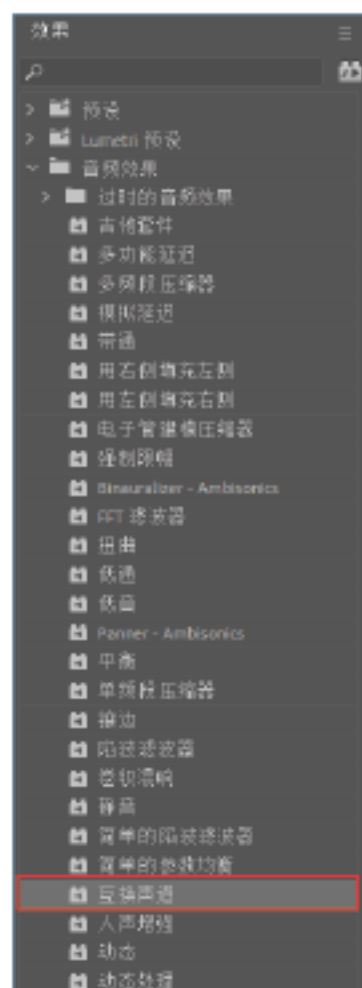 效果
预设
Lumetri 预设
音频效果
过时的音频效果
吉他套件
多功能延迟
多频段压缩器
模拟延迟
带通
用右侧填充左侧
用左侧填充右侧
电子管建模压缩器
强制限幅
Binauralizer - Ambisonics
FFT 滤波器
扭曲
低通
低音
Panner - Ambisonics
平衡
单频段压缩器
镶边
陷波滤波器
卷积混响
静音
简单的陷波滤波器
简单的参数均衡
互换声道
人声增强
动态
动态处理